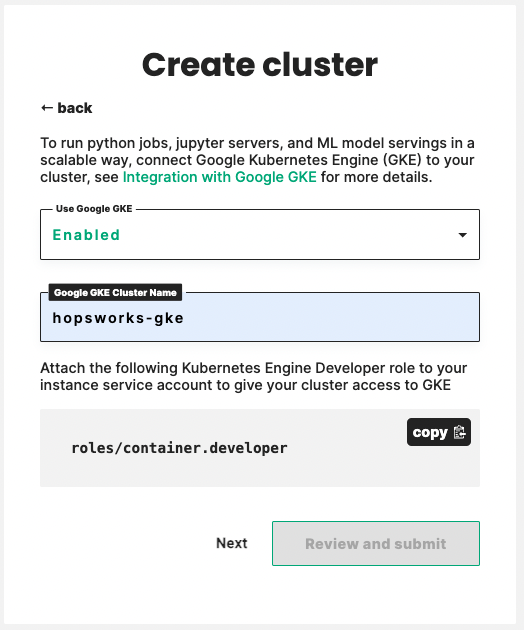 Create cluster
← back
To run python jobs, jupyter servers, and ML model servings in a
scalable way, connect Google Kubernetes Engine (GKE) to your
cluster, see Integration with Google GKE for more details.
Use Google GKE
Enabled
Google GKE Cluster Name
hopsworks-gke
Attach the following Kubernetes Engine Developer role to your
instance service account to give your cluster access to GKE
copy
roles/container.developer
Next
Review and submit